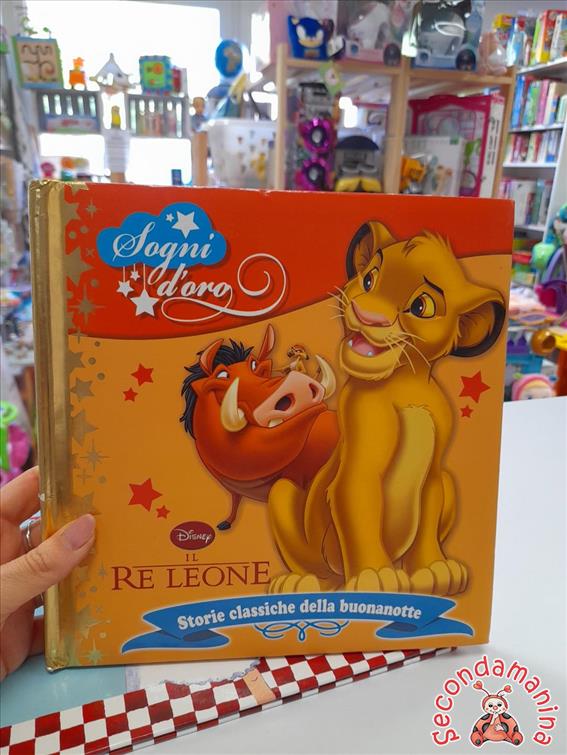 Sogni
d'oro
Disney
IL
RE LEONE
Storie classiche della buonanotte
Secondamanina